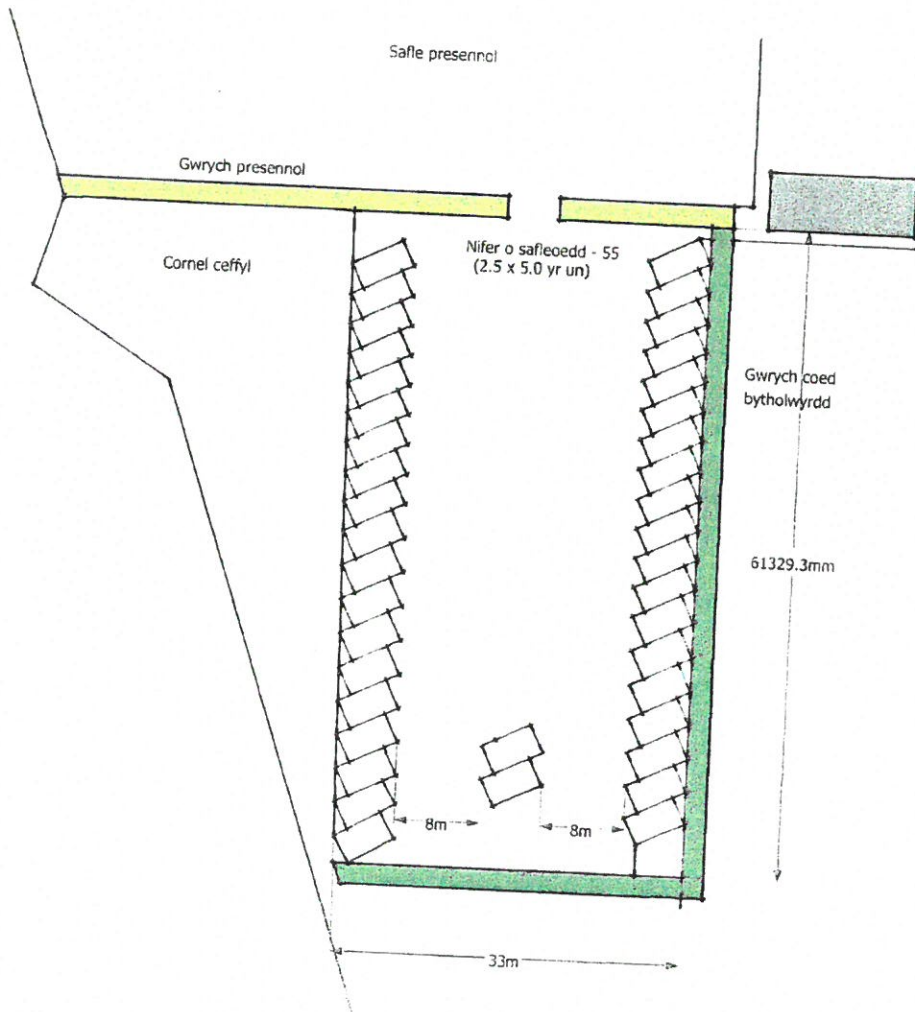 Safle presennol
Gwrych presennol
Cornel ceffyl
Nifer o safleoedd - 55
(2.5 x 5.0 yr un)
Gwrych coed
bytholwyrdd
61329.3mm
8m
8m
33m